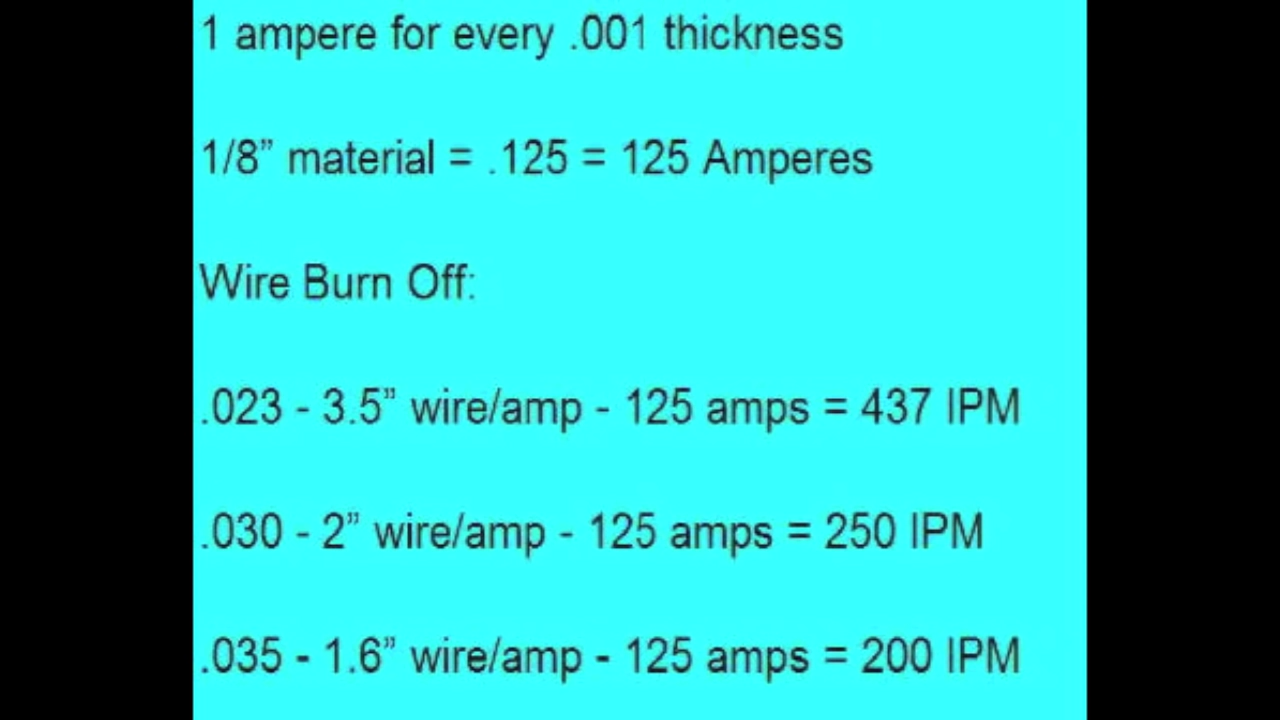 1 ampere for every .001 thickness
1/8” material = .125 = 125 Amperes
Wire Burn Off:
.023 - 3.5” wire/amp - 125 amps = 437 IPM
.030 - 2” wire/amp - 125 amps = 250 IPM
.035 - 1.6” wire/amp - 125 amps = 200 IPM